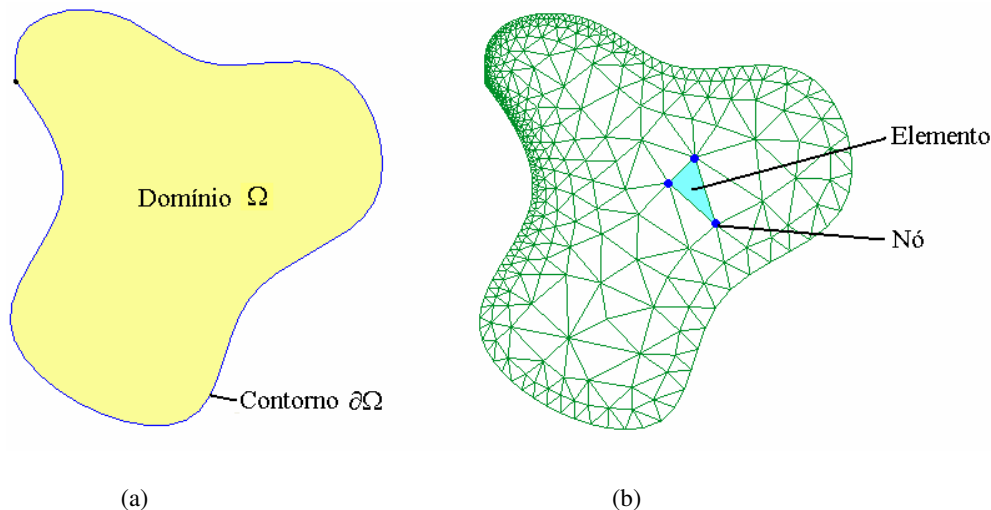 Domínio Ω
Contorno ∂Ω
Elemento
Nó
(a)
(b)